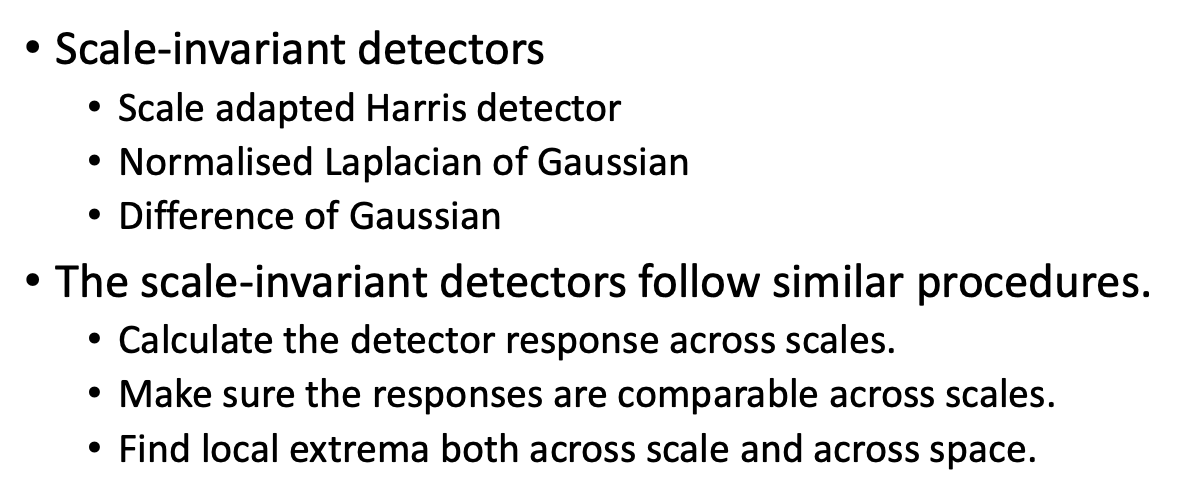 • Scale-invariant detectors
• Scale adapted Harris detector
• Normalised Laplacian of Gaussian
• Difference of Gaussian
• The scale-invariant detectors follow similar procedures.
• Calculate the detector response across scales.
• Make sure the responses are comparable across scales.
• Find local extrema both across scale and across space.